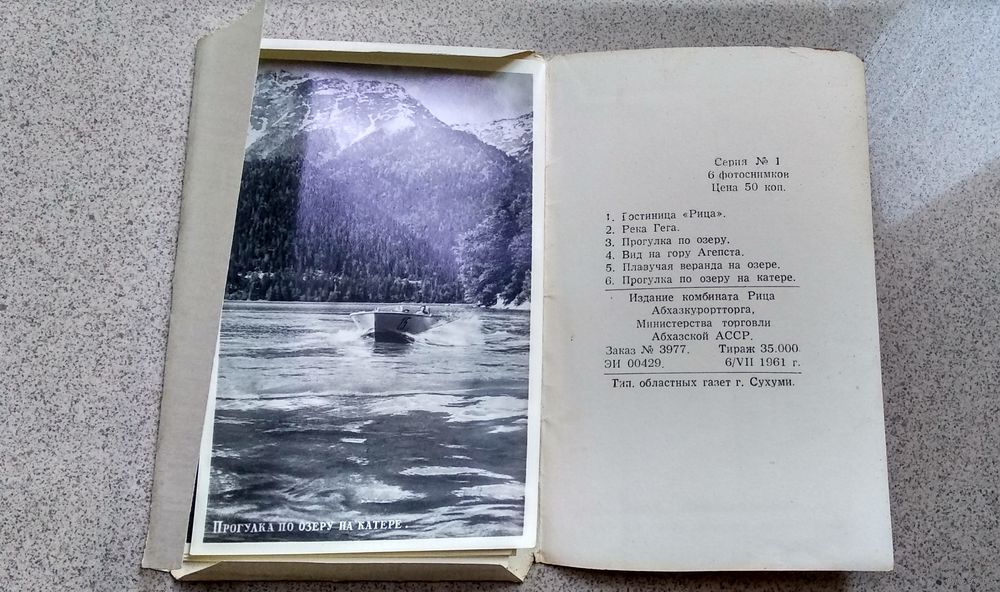 ПРОГУЛКА ПО ОЗЕРУ НА КАТЕРЕ.
Серия № 1
6 фотоснимков
Цена 50 коп.
1. Гостиница «Рица».
2. Река Гега.
3. Прогулка по озеру.
4. Вид на гору Агепста.
5. Плавучая веранда на озере.
6. Прогулка по озеру на катере.
Издание комбината Рица
Абхазкурортторга,
Министерства торговли
Абхазской АССР.
Заказ № 3977. Тираж 35.000
ЭИ 00429. 6/VII 1961 г.
Тип. областных газет г. Сухуми.